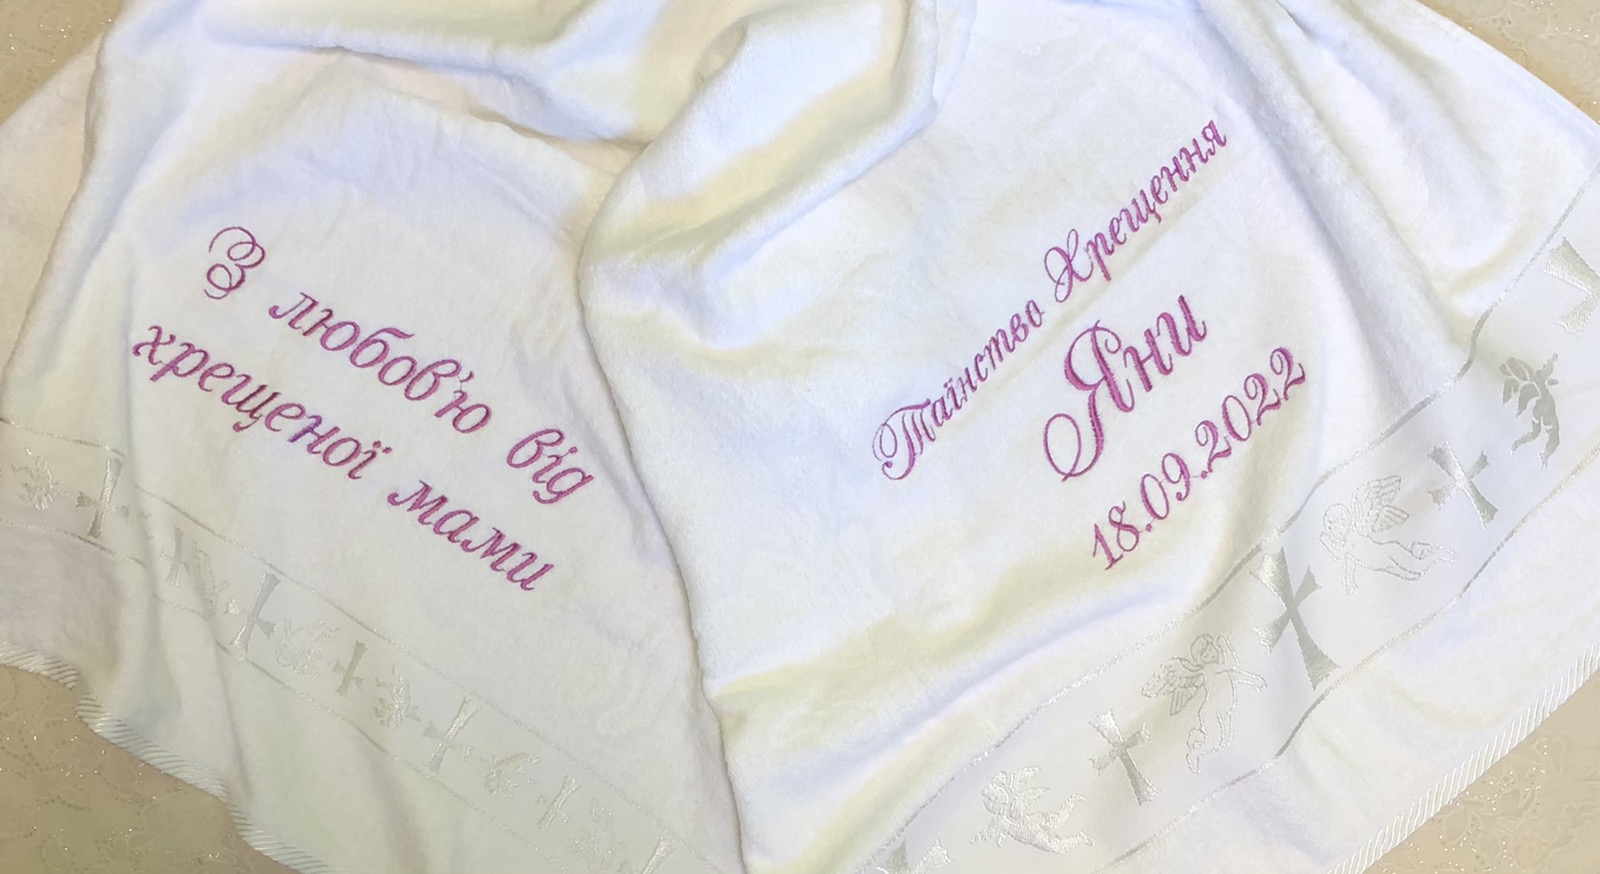 З любов'ю від
хрещеної мами
Таїнство Хрещення
Яни
18.09.2022